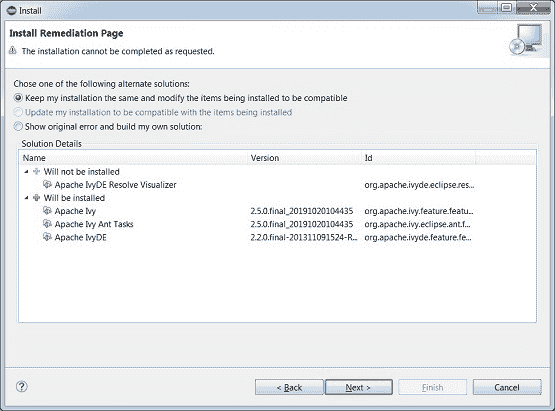 Install
Install Remediation Page
The installation cannot be completed as requested.
Chose one of the following alternate solutions:
Keep my installation the same and modify the items being installed to be compatible
Update my installation to be compatible with the items being installed
Show original error and build my own solution:
Solution Details
Name Version Id
Will not be installed
Apache IvyDE Resolve Visualizer org.apache.ivyde.eclipse.res...
Will be installed
Apache Ivy 2.5.0.final_20191020104435 org.apache.ivy.feature.featu...
Apache Ivy Ant Tasks 2.5.0.final_20191020104435 org.apache.ivy.eclipse.ant.f...
Apache IvyDE 2.2.0.final-201311091524-R... org.apache.ivyde.feature.fe...
?
< Back Next > Finish Cancel